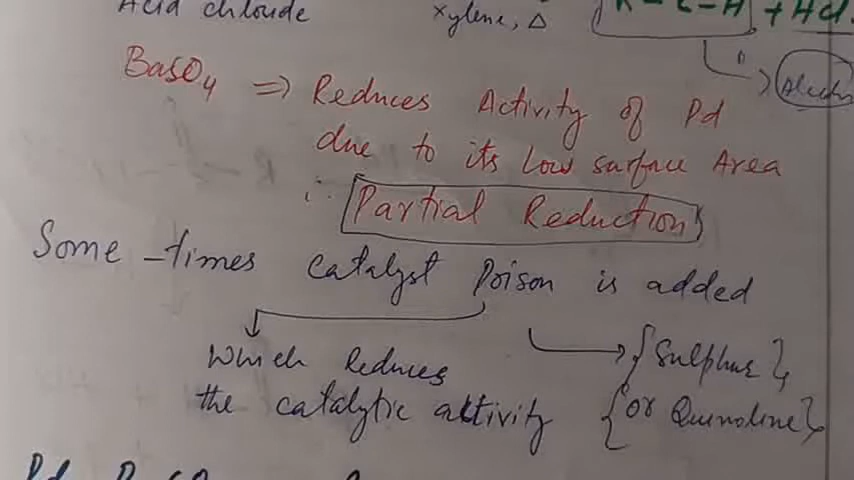 Acid chloride
xylene, Δ
R-C-H + HCl.
BaSO4 => Reduces Activity of Pd
due to its Low surface Area
∴ Partial Reduction
Some-times catalyst Poison is added
Which Reduces
the catalytic activity
{Sulphur}
{or Quinoline}